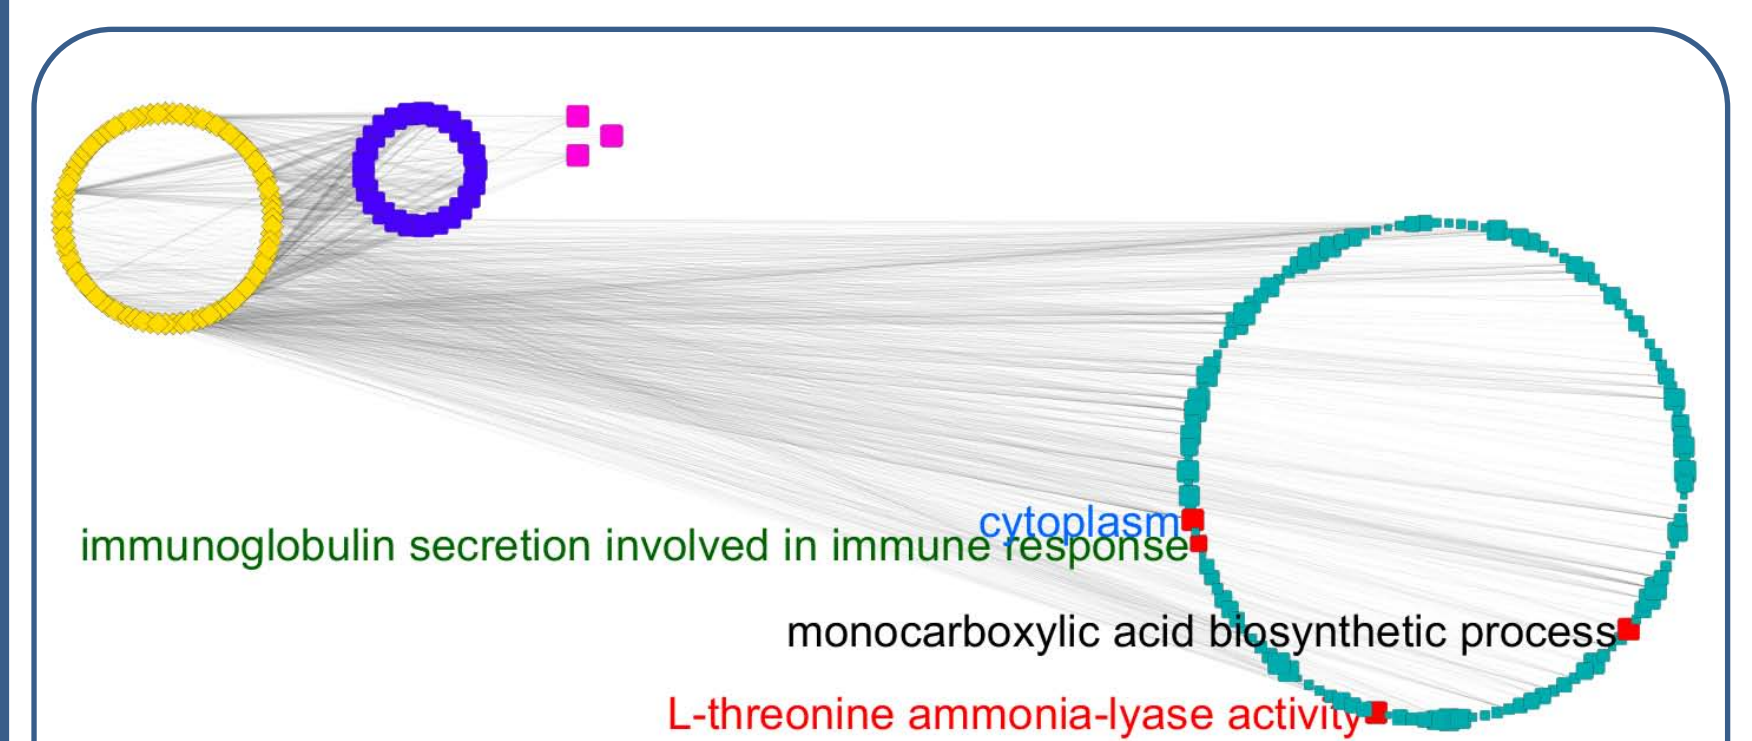 cytoplasm
immunoglobulin secretion involved in immune response
monocarboxylic acid biosynthetic process
L-threonine ammonia-lyase activity